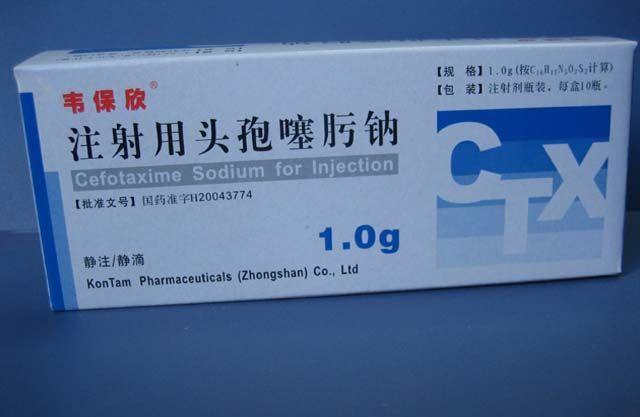 韦保欣®
注射用头孢噻肟钠
Cefotaxime Sodium for Injection
【批准文号】国药准字H20043774
1.0g
静注/静滴
KonTam Pharmaceuticals (Zhongshan) Co., Ltd
【规 格】1.0g(按C16H17N5O7S2计算)
【包 装】注射剂瓶装，每盒10瓶。
CTX